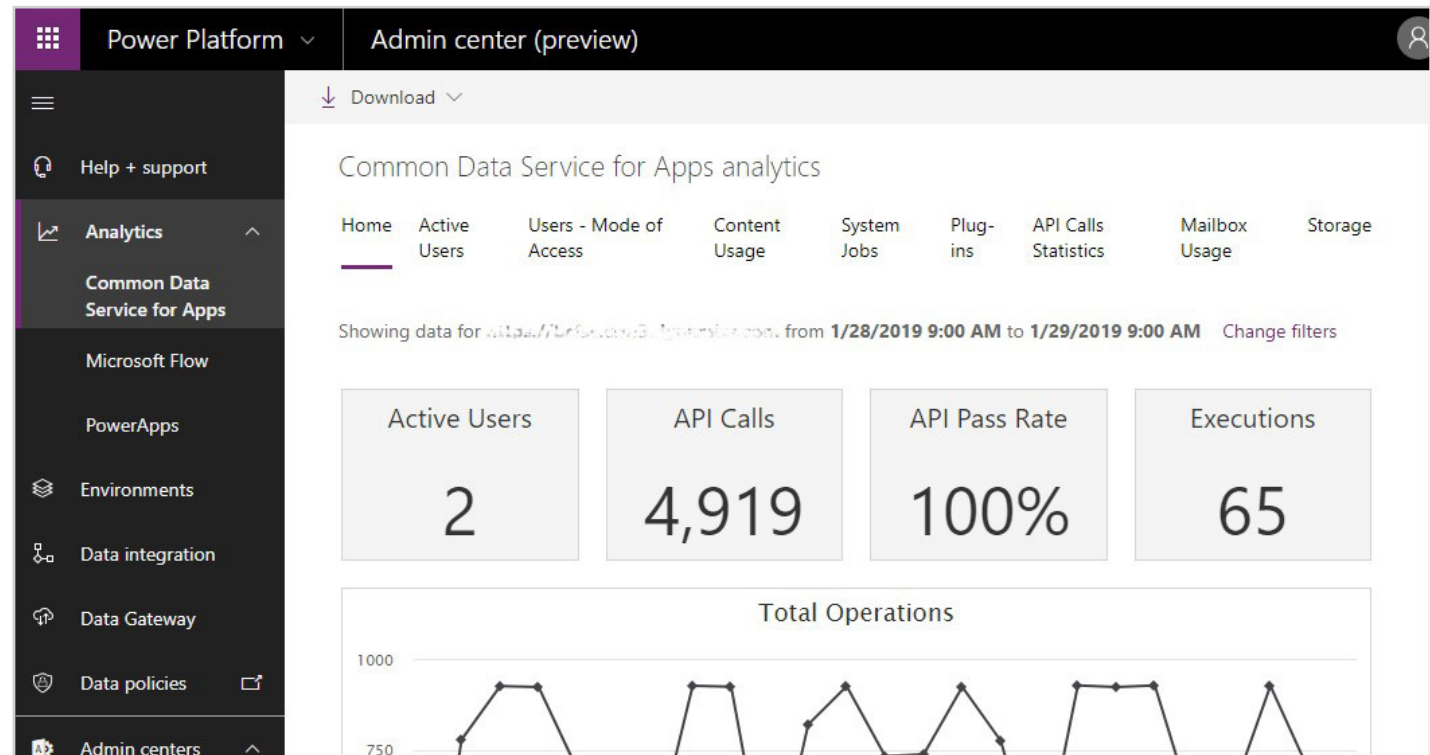 Power Platform
Admin center (preview)
Download
Help + support
Analytics
Common Data
Service for Apps
Microsoft Flow
PowerApps
Environments
Data integration
Data Gateway
Data policies
Admin centers
Common Data Service for Apps analytics
Home Active Users Users - Mode of Access Content Usage System Jobs Plug-ins API Calls Statistics Mailbox Usage Storage
Showing data for from 1/28/2019 9:00 AM to 1/29/2019 9:00 AM Change filters
Active Users
2
API Calls
4,919
API Pass Rate
100%
Executions
65
Total Operations
1000
750